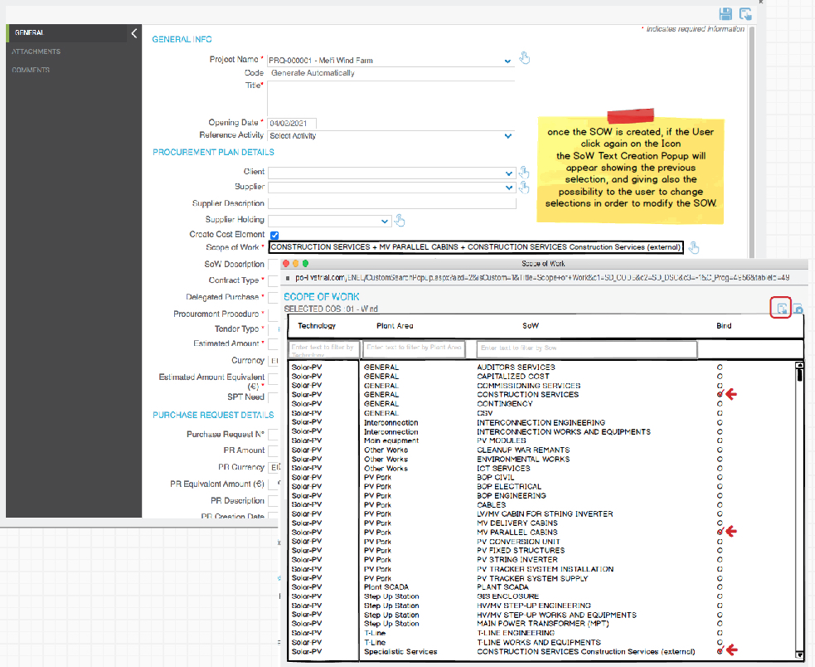 GENERAL
ATTACHMENTS
COMMENTS
* Indicates required information
GENERAL INFO
Project Name * PRO-000001 - Mefi Wind Farm
Code Generate Automatically
Title*
Opening Date * 04/02/2021
Reference Activity Select Activity
PROCUREMENT PLAN DETAILS
Client
Supplier
Supplier Description
Supplier Holding
Create Cost Element
Scope of Work * CONSTRUCTION SERVICES + MV PARALLEL CABINS + CONSTRUCTION SERVICES Construction Services (external)
SoW Description
Contract Type *
Delegated Purchase *
Procurement Procedure *
Tender Type *
Estimated Amount *
Currency
Estimated Amount Equivalent
(€) *
SPT Need
PURCHASE REQUEST DETAILS
Purchase Request N°
PR Amount
PR Currency
PR Equivalent Amount (€)
PR Description
PR Creation Date
once the SOW is created, if the User
click again on the Icon
the SoW Text Creation Popup will
appear showing the previous
selection, and giving also the
possibility to the user to change
selections in order to modify the SOW.
Scope of Work
SCOPE OF WORK
SELECTED COS :01 - Wind
Technology Plant Area SoW Bind
Enter text to filter by Enter text to filter by Plant Area Enter text to filter by Sow
Solar-PV GENERAL AUDITORS SERVICES
Solar-PV GENERAL CAPITALIZED COST
Solar-PV GENERAL COMMISSIONING SERVICES
Solar-PV GENERAL CONSTRUCTION SERVICES
Solar-PV GENERAL CONTINGENCY
Solar-PV GENERAL CSV
Solar-PV Interconnection INTERCONNECTION ENGINEERING
Solar-PV Interconnection INTERCONNECTION WORKS AND EQUIPMENTS
Solar-PV Main equipment PV MODULES
Solar-PV Other Works CLEANUP WAR REMANTS
Solar-PV Other Works ENVIRONMENTAL WORKS
Solar-PV Other Works ICT SERVICES
Solar-PV PV Park BOP CIVIL
Solar-PV PV Park BOP ELECTRICAL
Solar-PV PV Park BOP ENGINEERING
Solar-PV PV Park CABLES
Solar-PV PV Park LV/MV CABIN FOR STRING INVERTER
Solar-PV PV Park MV DELIVERY CABINS
Solar-PV PV Park MV PARALLEL CABINS
Solar-PV PV Park PV CONVERSION UNIT
Solar-PV PV Park PV FIXED STRUCTURES
Solar-PV PV Park PV STRING INVERTER
Solar-PV PV Park PV TRACKER SYSTEM INSTALLATION
Solar-PV PV Park PV TRACKER SYSTEM SUPPLY
Solar-PV Plant SCADA PLANT SCADA
Solar-PV Step Up Station GIS ENCLOSURE
Solar-PV Step Up Station HV/MV STEP-UP ENGINEERING
Solar-PV Step Up Station HV/MV STEP-UP WORKS AND EQUIPMENTS
Solar-PV Step Up Station MAIN POWER TRANSFORMER (MPT)
Solar-PV T-Line T-LINE ENGINEERING
Solar-PV T-Line T-LINE WORKS AND EQUIPMENTS
Solar-PV Specialistic Services CONSTRUCTION SERVICES Construction Services (external)